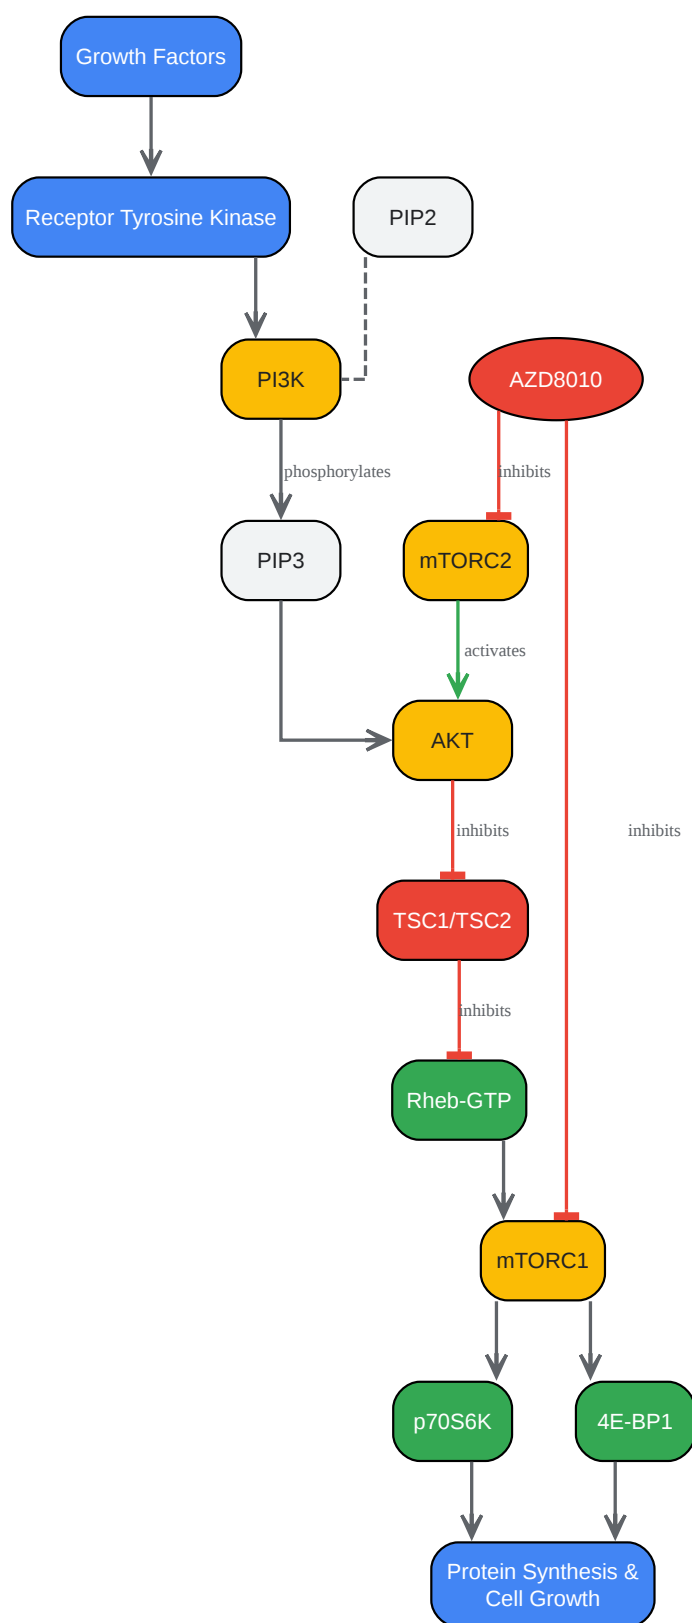 Growth Factors
Receptor Tyrosine Kinase
PIP2
PI3K
AZD8010
phosphorylates
inhibits
PIP3
mTORC2
activates
AKT
inhibits
inhibits
TSC1/TSC2
inhibits
Rheb-GTP
mTORC1
p70S6K
4E-BP1
Protein Synthesis &
Cell Growth